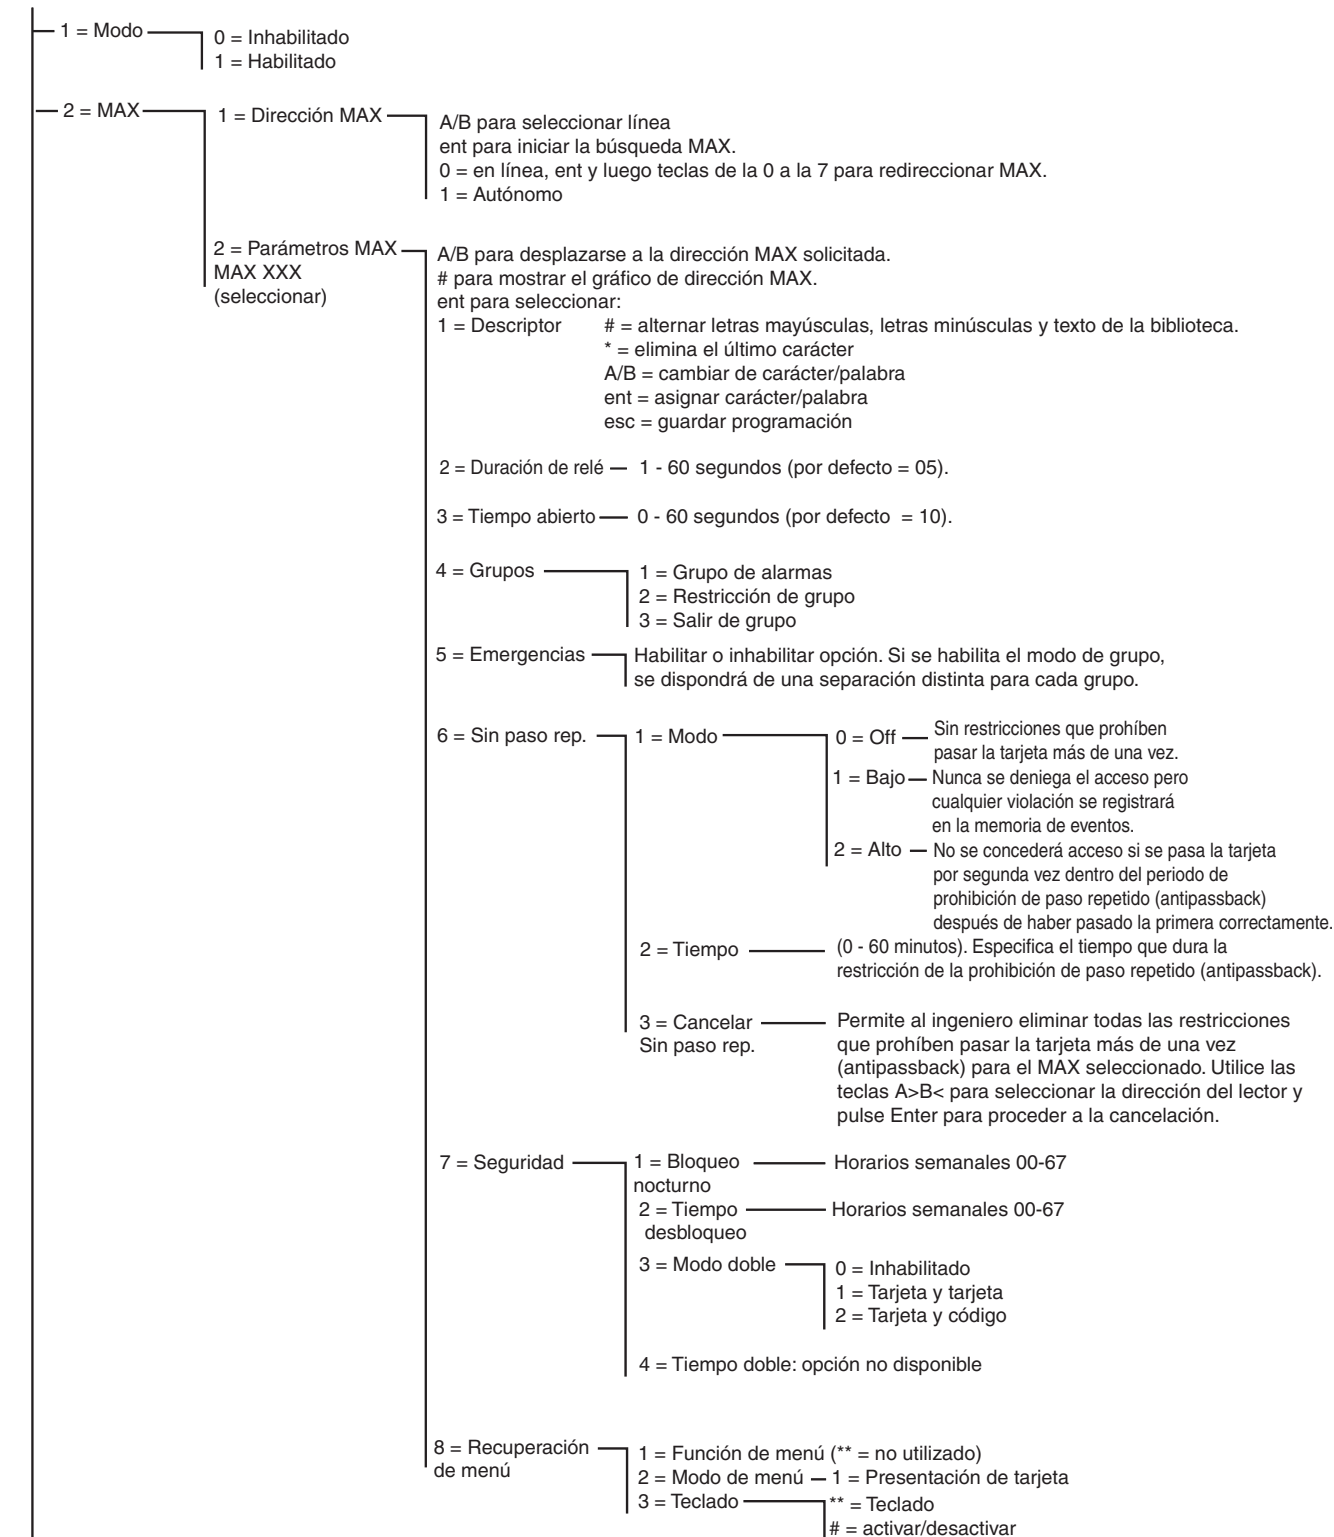 1 = Modo
0 = Inhabilitado
1 = Habilitado
2 = MAX
1 = Dirección MAX
A/B para seleccionar línea
ent para iniciar la búsqueda MAX.
0 = en línea, ent y luego teclas de la 0 a la 7 para redireccionar MAX.
1 = Autónomo
2 = Parámetros MAX
MAX XXX
(seleccionar)
A/B para desplazarse a la dirección MAX solicitada.
# para mostrar el gráfico de dirección MAX.
ent para seleccionar:
1 = Descriptor
# = alternar letras mayúsculas, letras minúsculas y texto de la biblioteca.
* = elimina el último carácter
A/B = cambiar de carácter/palabra
ent = asignar carácter/palabra
esc = guardar programación
2 = Duración de relé
1 - 60 segundos (por defecto = 05).
3 = Tiempo abierto
0 - 60 segundos (por defecto = 10).
4 = Grupos
1 = Grupo de alarmas
2 = Restricción de grupo
3 = Salir de grupo
5 = Emergencias
Habilitar o inhabilitar opción. Si se habilita el modo de grupo,
se dispondrá de una separación distinta para cada grupo.
6 = Sin paso rep.
1 = Modo
0 = Off
Sin restricciones que prohíben
pasar la tarjeta más de una vez.
1 = Bajo
Nunca se deniega el acceso pero
cualquier violación se registrará
en la memoria de eventos.
2 = Alto
No se concederá acceso si se pasa la tarjeta
por segunda vez dentro del periodo de
prohibición de paso repetido (antipassback)
después de haber pasado la primera correctamente.
2 = Tiempo
(0 - 60 minutos). Especifica el tiempo que dura la
restricción de la prohibición de paso repetido (antipassback).
3 = Cancelar
Sin paso rep.
Permite al ingeniero eliminar todas las restricciones
que prohíben pasar la tarjeta más de una vez
(antipassback) para el MAX seleccionado. Utilice las
teclas A>B< para seleccionar la dirección del lector y
pulse Enter para proceder a la cancelación.
7 = Seguridad
1 = Bloqueo
nocturno
Horarios semanales 00-67
2 = Tiempo
desbloqueo
Horarios semanales 00-67
3 = Modo doble
0 = Inhabilitado
1 = Tarjeta y tarjeta
2 = Tarjeta y código
4 = Tiempo doble: opción no disponible
8 = Recuperación
de menú
1 = Función de menú (** = no utilizado)
2 = Modo de menú
1 = Presentación de tarjeta
3 = Teclado
** = Teclado
# = activar/desactivar